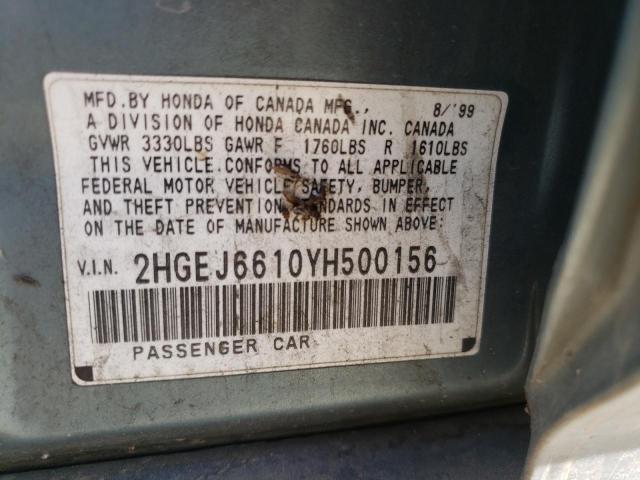 MFD.BY HONDA OF CANADA MFG., 8/'99
A DIVISION OF HONDA CANADA INC. CANADA
GVWR 3330LBS GAWR F 1760LBS R 1610LBS
THIS VEHICLE CONFORMS TO ALL APPLICABLE
FEDERAL MOTOR VEHICLE SAFETY, BUMPER,
AND THEFT PREVENTION STANDARDS IN EFFECT
ON THE DATE OF MANUFACTURE SHOWN ABOVE:
V.I.N. 2HGEJ6610YH500156
PASSENGER CAR